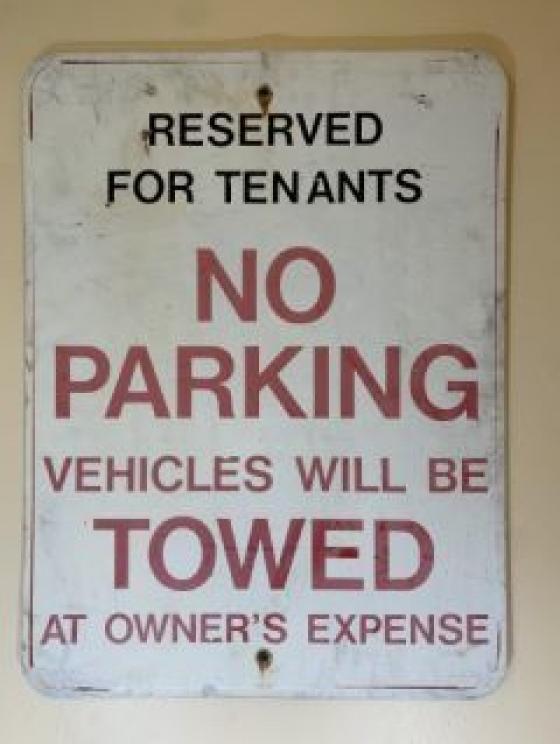 RESERVED
FOR TENANTS
NO
PARKING
VEHICLES WILL BE
TOWED
AT OWNER'S EXPENSE